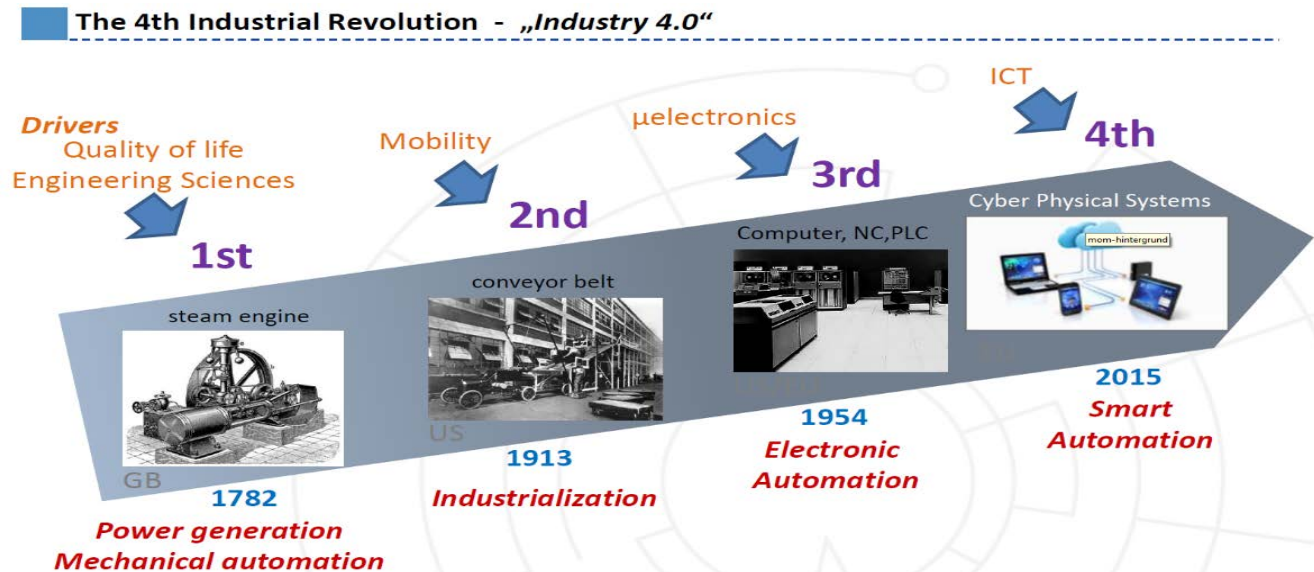 The 4th Industrial Revolution - „Industry 4.0“
Drivers
Quality of life
Engineering Sciences
1st
steam engine
GB
1782
Power generation
Mechanical automation
Mobility
2nd
conveyor belt
US
1913
Industrialization
µelectronics
3rd
Computer, NC,PLC
1954
Electronic
Automation
ICT
4th
Cyber Physical Systems
mom-hintergrund
2015
Smart
Automation